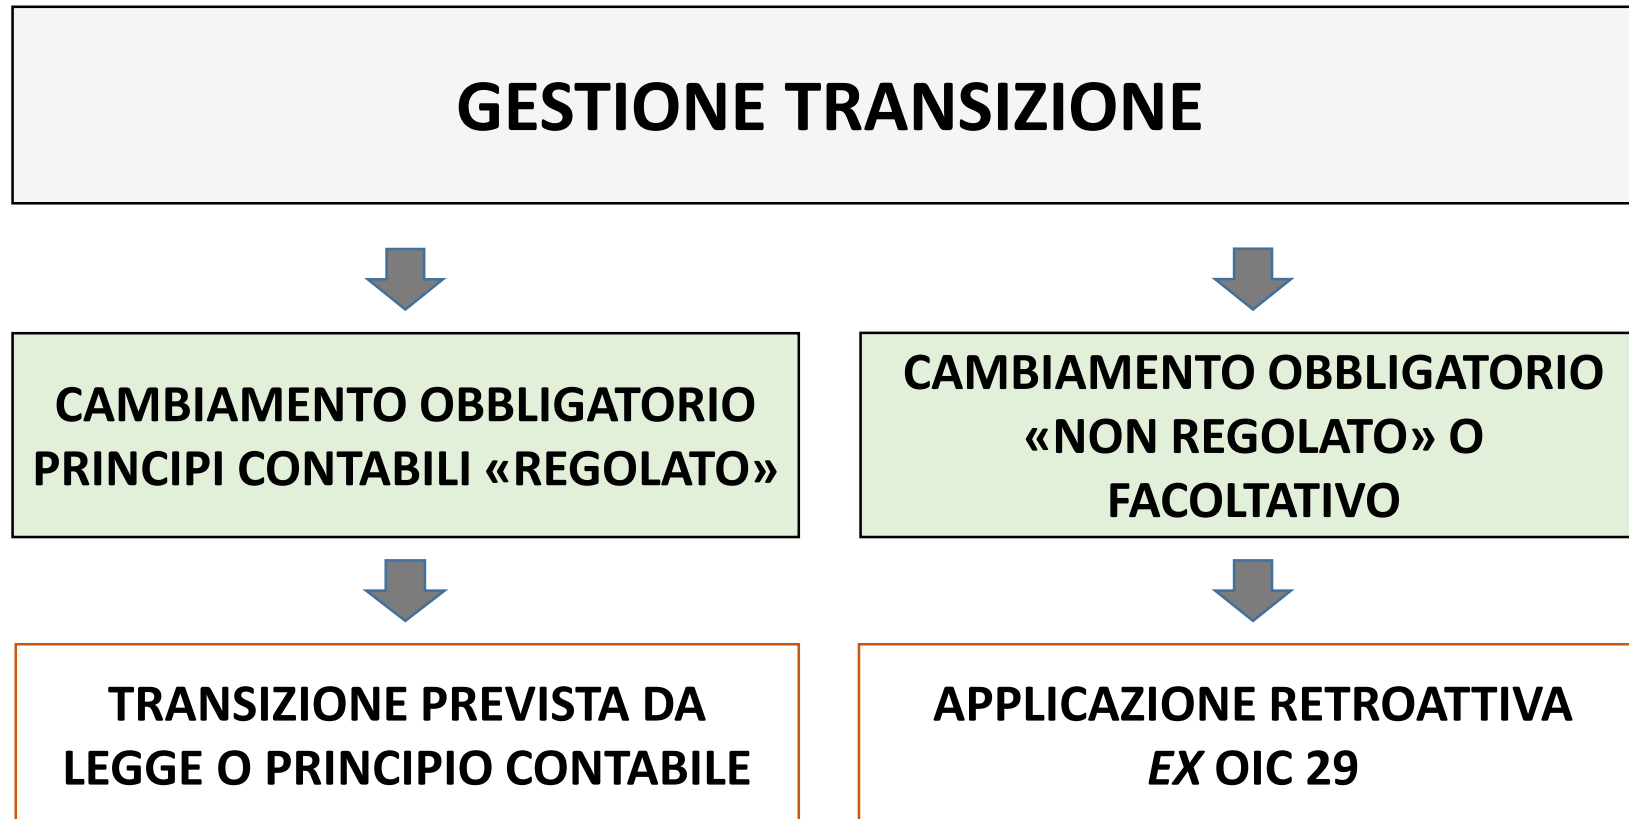 GESTIONE TRANSIZIONE
CAMBIAMENTO OBBLIGATORIO
PRINCIPI CONTABILI «REGOLATO»
CAMBIAMENTO OBBLIGATORIO
«NON REGOLATO» O
FACOLTATIVO
TRANSIZIONE PREVISTA DA
LEGGE O PRINCIPIO CONTABILE
APPLICAZIONE RETROATTIVA
EX OIC 29